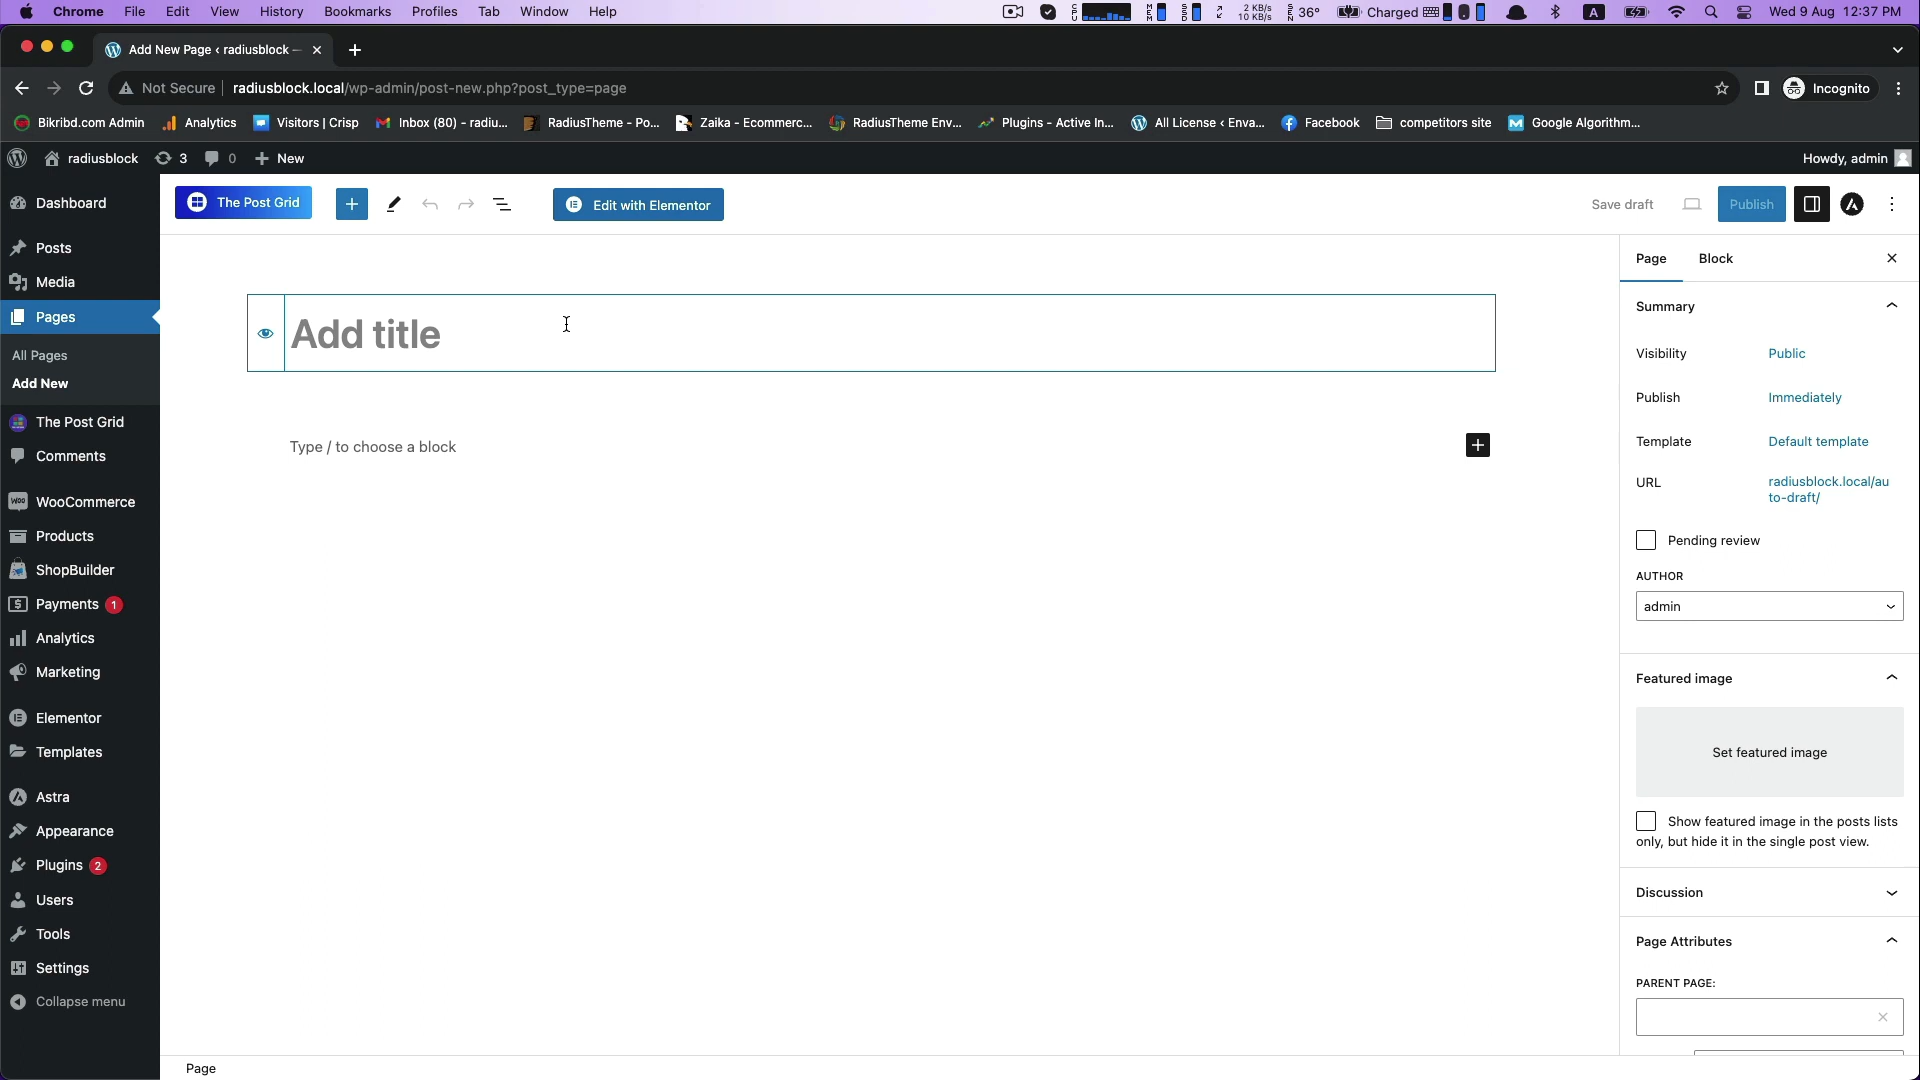 Chrome File Edit View History Bookmarks Profiles Tab Window Help 2 KB/s 10 KB/s 36° Charged A Wed 9 Aug 12:37 PM
Add New Page ‹ radiusblock –
Not Secure radiusblock.local/wp-admin/post-new.php?post_type=page Incognito
Bikribd.com Admin Analytics Visitors | Crisp Inbox (80) - radiu... RadiusTheme - Po... Zaika - Ecommerc... RadiusTheme Env... Plugins - Active In... All License ‹ Enva... Facebook competitors site Google Algorithm...
radiusblock 3 0 New Howdy, admin
The Post Grid Edit with Elementor Save draft Publish
Dashboard
Posts
Media
Pages
All Pages
Add New
The Post Grid
Comments
WooCommerce
Products
ShopBuilder
Payments 1
Analytics
Marketing
Elementor
Templates
Astra
Appearance
Plugins 2
Users
Tools
Settings
Collapse menu
Add title
Type / to choose a block
Page Block
Summary
Visibility Public
Publish Immediately
Template Default template
URL radiusblock.local/au
to-draft/
Pending review
AUTHOR
admin
Featured image
Set featured image
Show featured image in the posts lists
only, but hide it in the single post view.
Discussion
Page Attributes
PARENT PAGE:
Page